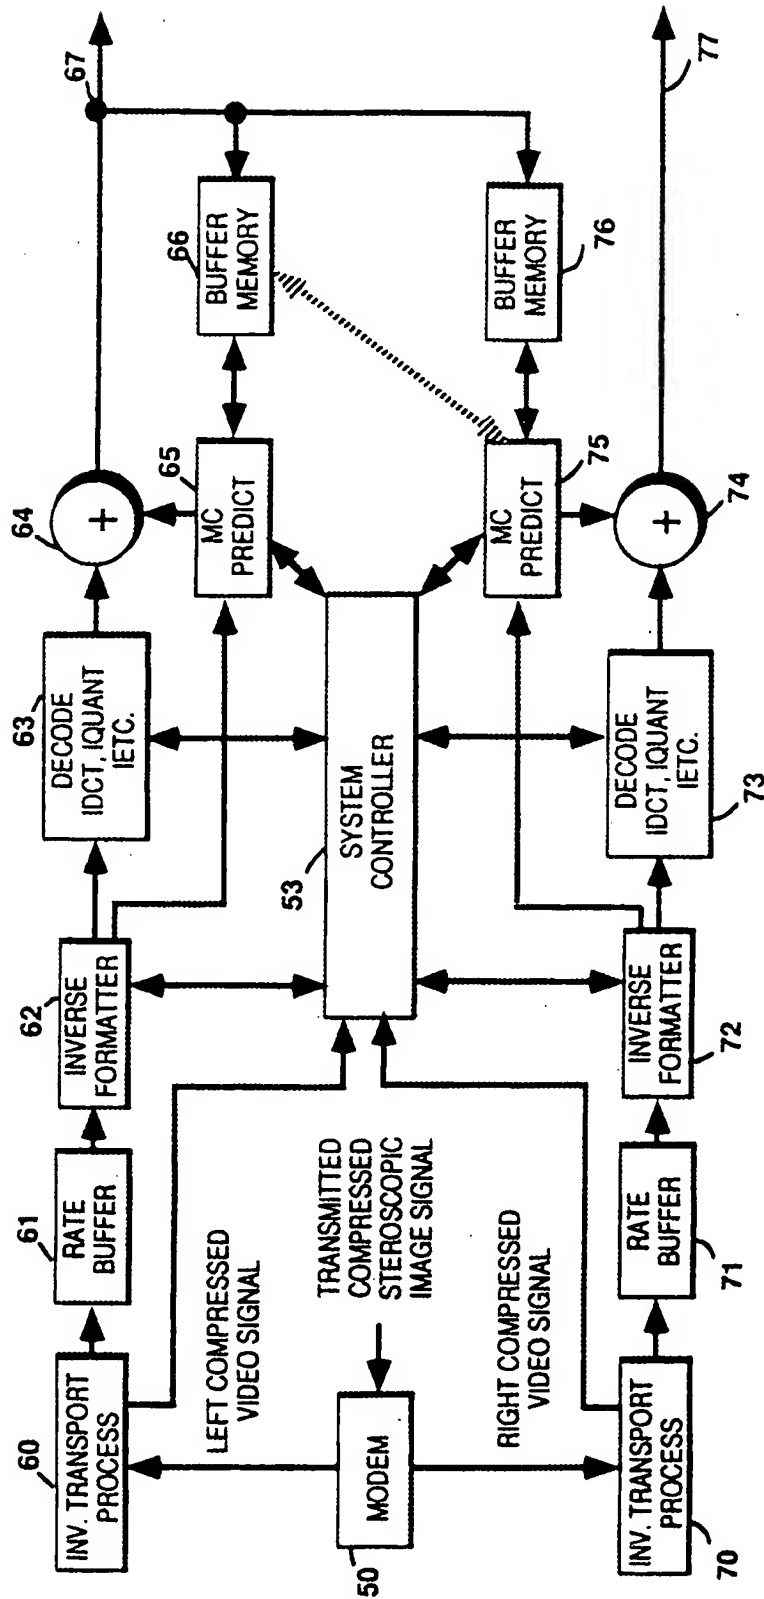 60
INV. TRANSPORT
PROCESS
61
RATE
BUFFER
62
INVERSE
FORMATTER
63
DECODE
IDCT, IQUANT
IETC.
64
+
65
MC
PREDICT
66
BUFFER
MEMORY
67
LEFT COMPRESSED
VIDEO SIGNAL
MODEM
50
TRANSMITTED
COMPRESSED
STEROSCOPIC
IMAGE SIGNAL
53
SYSTEM
CONTROLLER
RIGHT COMPRESSED
VIDEO SIGNAL
INV. TRANSPORT
PROCESS
70
RATE
BUFFER
71
INVERSE
FORMATTER
72
DECODE
IDCT, IQUANT
IETC.
73
+
74
MC
PREDICT
75
BUFFER
MEMORY
76
77